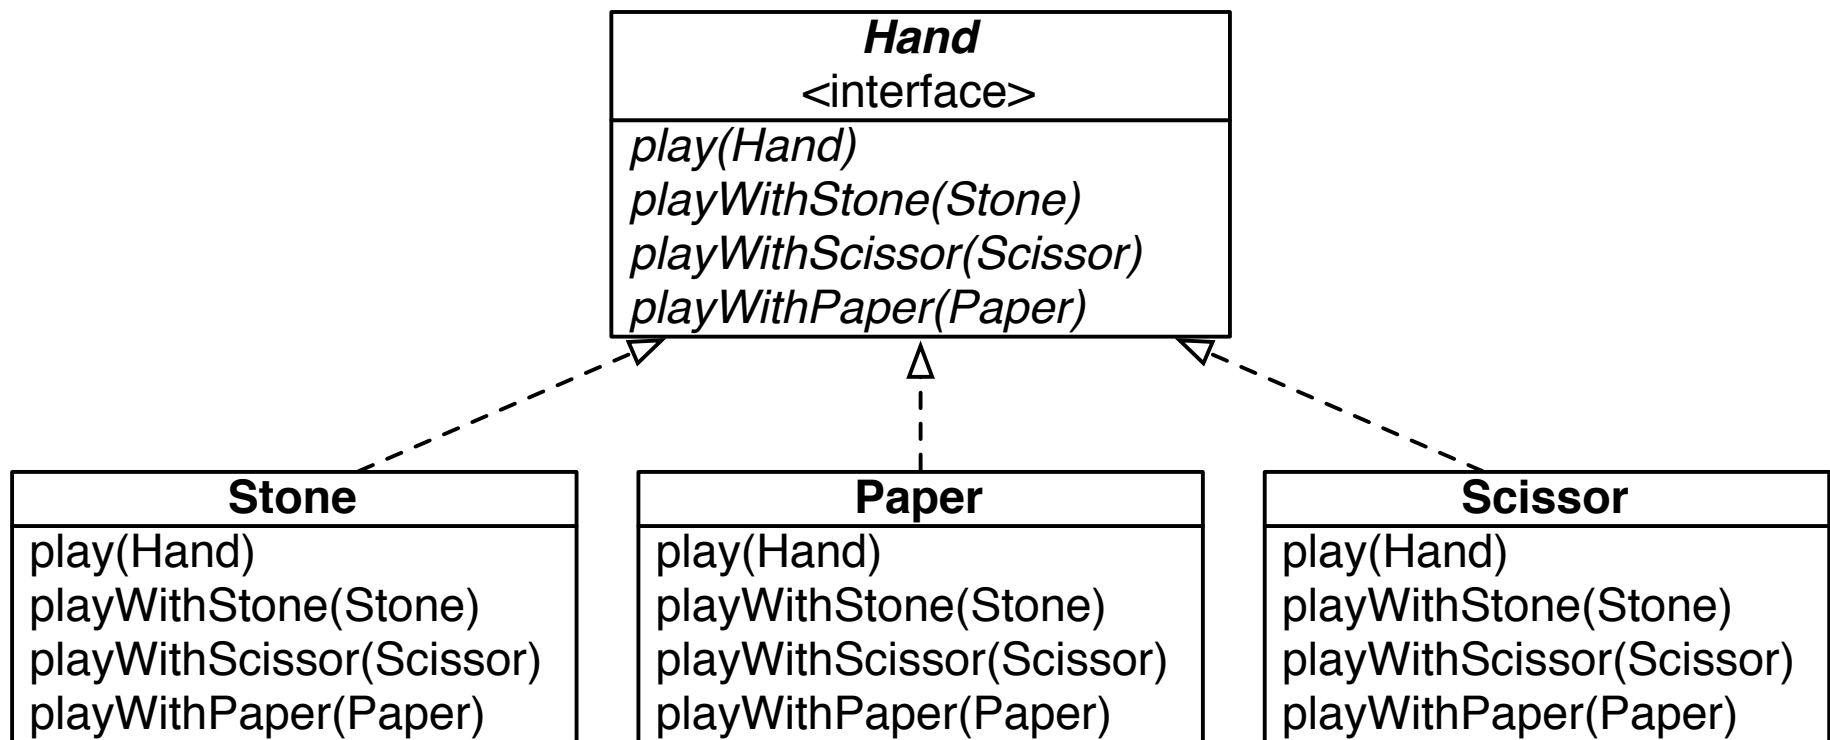 Hand
<interface>
play(Hand)
playWithStone(Stone)
playWithScissor(Scissor)
playWithPaper(Paper)
Stone
play(Hand)
playWithStone(Stone)
playWithScissor(Scissor)
playWithPaper(Paper)
Paper
play(Hand)
playWithStone(Stone)
playWithScissor(Scissor)
playWithPaper(Paper)
Scissor
play(Hand)
playWithStone(Stone)
playWithScissor(Scissor)
playWithPaper(Paper)